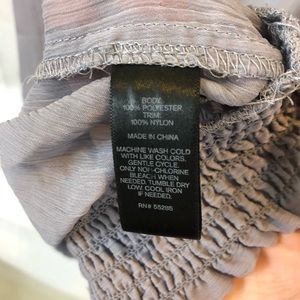 BODY:
100% POLYESTER
TRIM:
100% NYLON
MADE IN CHINA
MACHINE WASH COLD
WITH LIKE COLORS.
GENTLE CYCLE.
ONLY NON-CHLORINE
BLEACH WHEN
NEEDED. TUMBLE DRY
LOW. COOL IRON
IF NEEDED.
RN# 55285